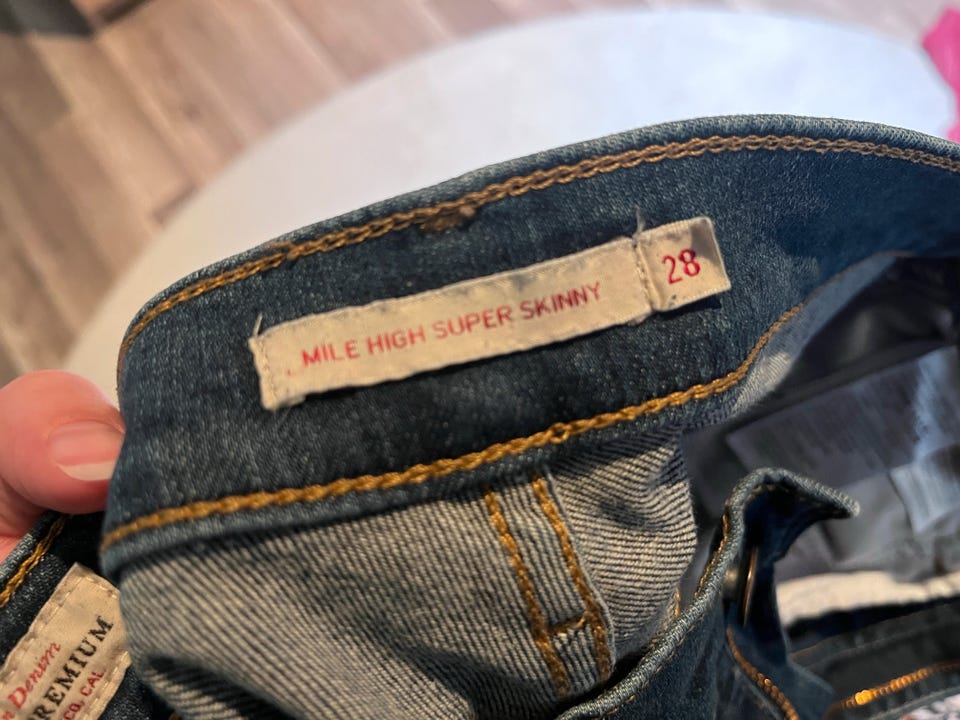 MILE HIGH SUPER SKINNY
28
Denim
REMIUM
CO. CAL